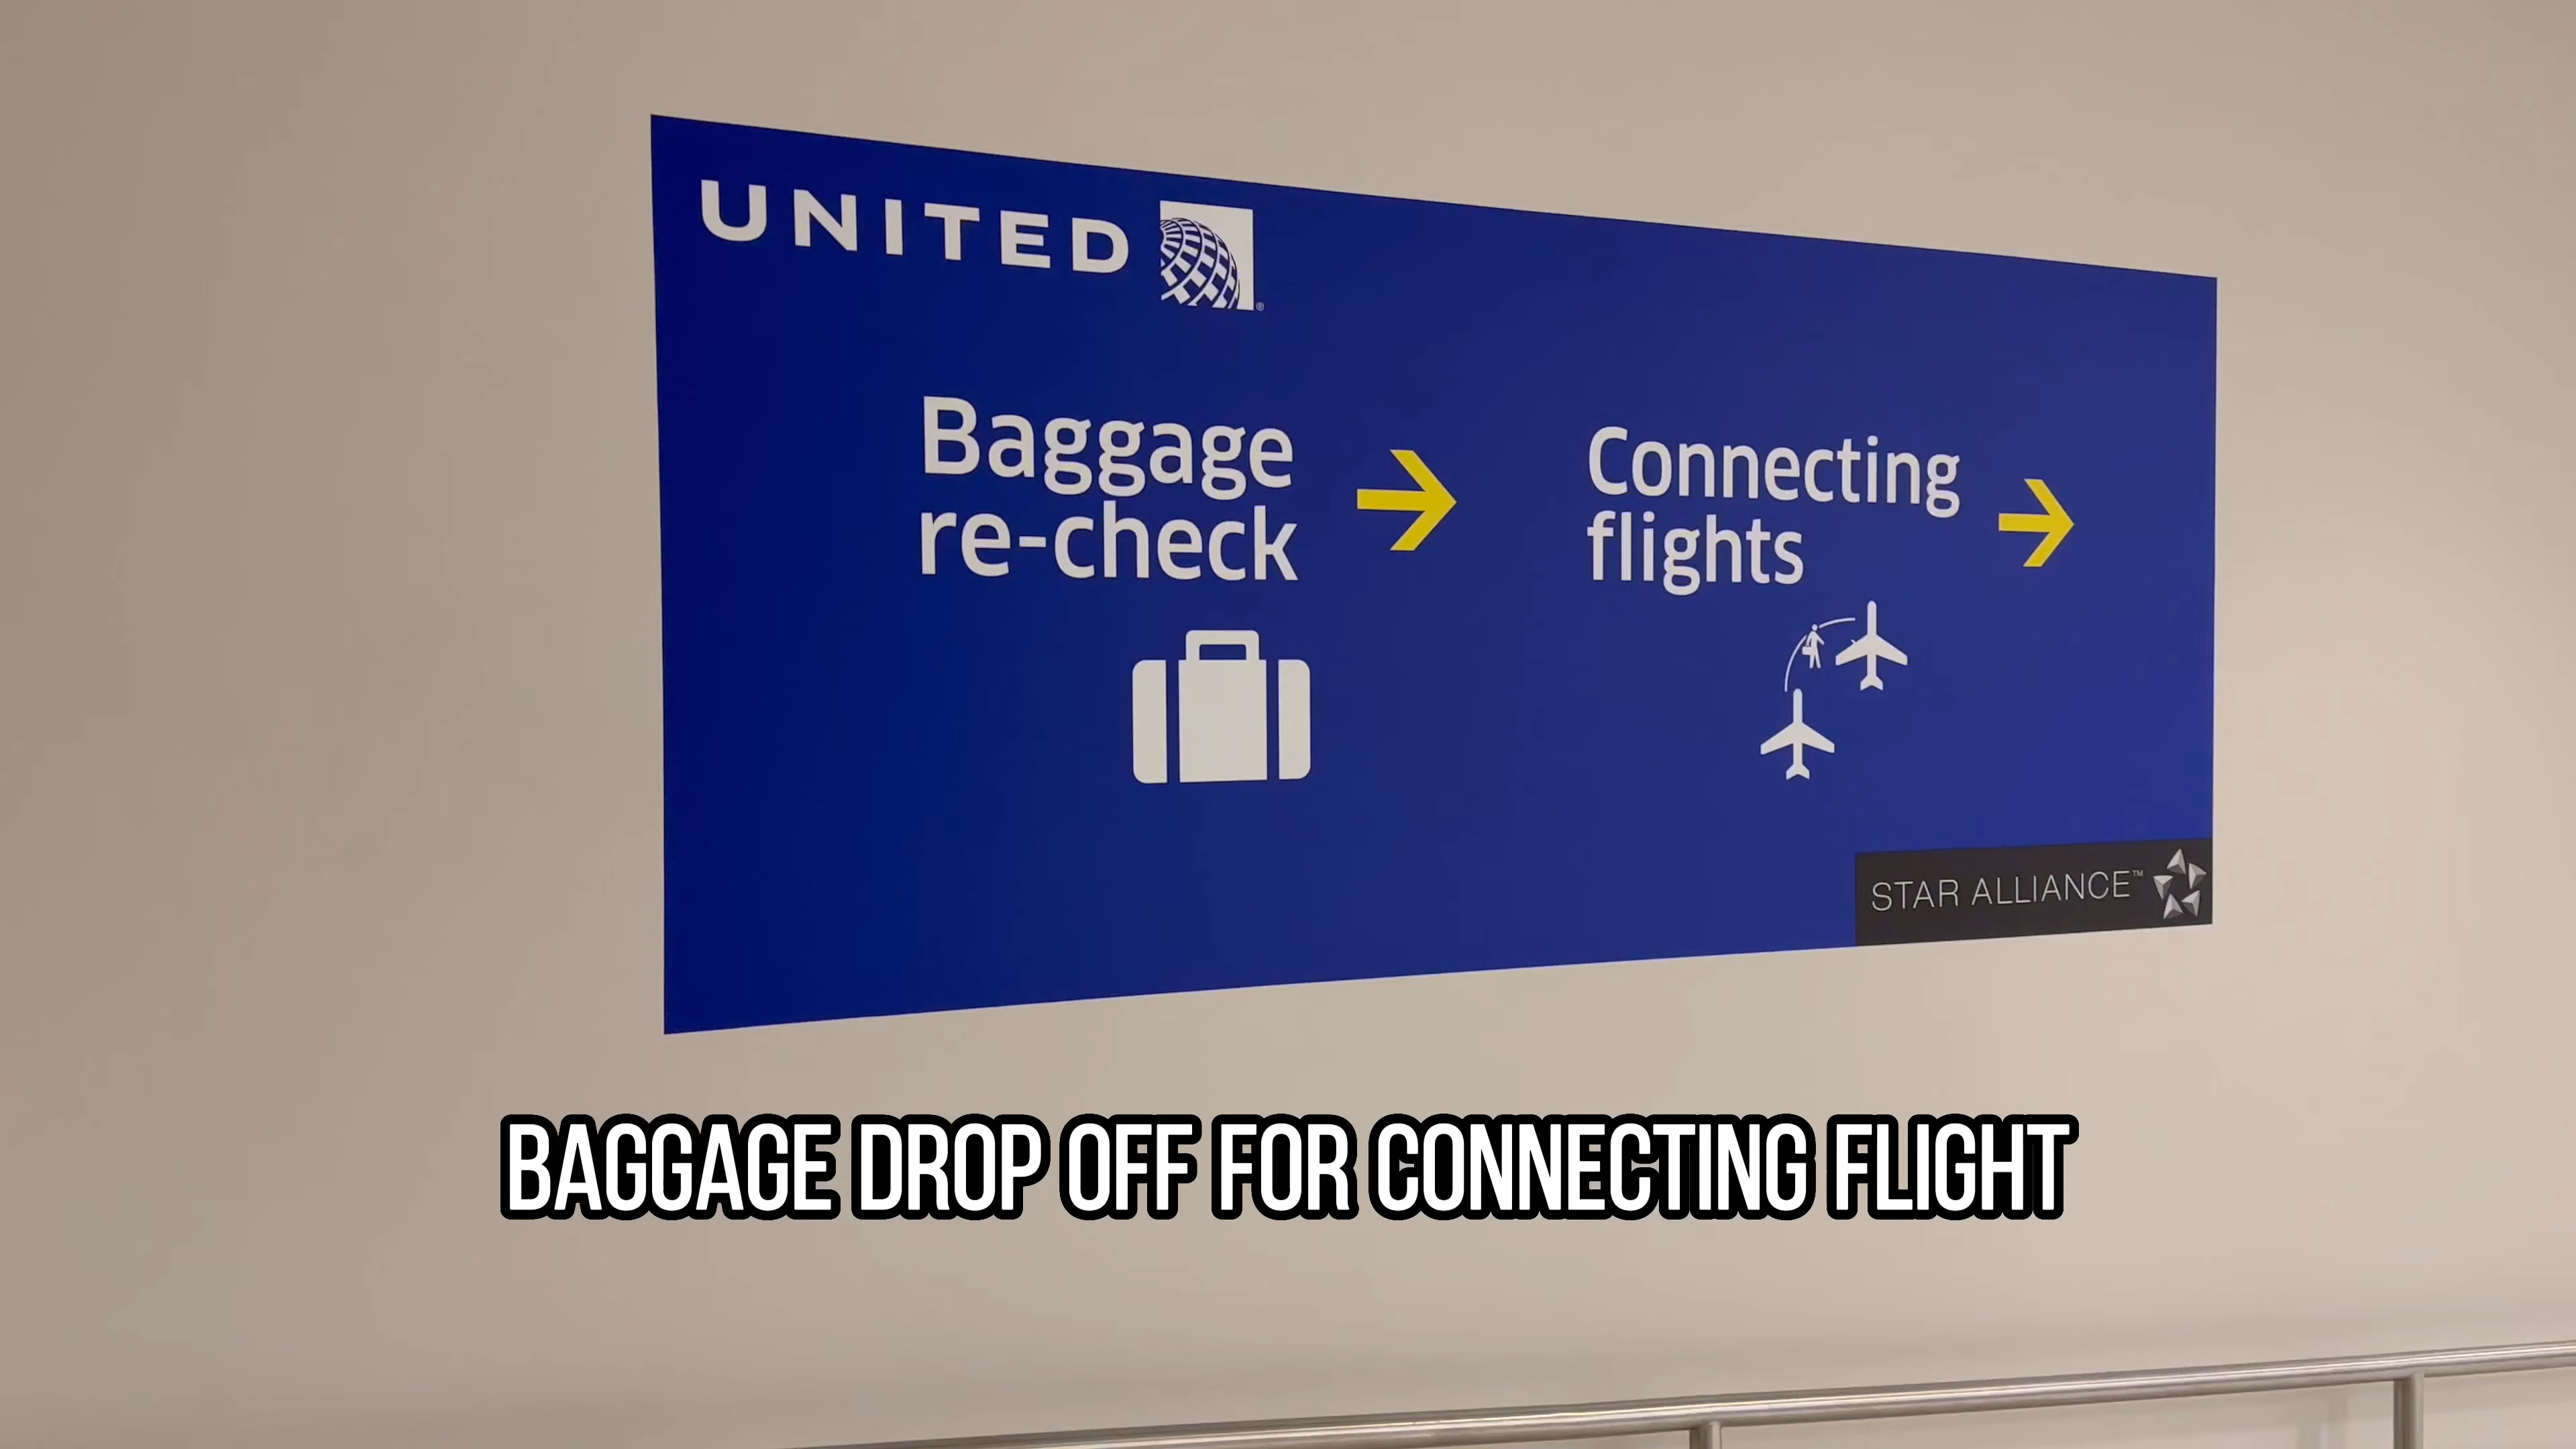 UNITED
Baggage
re-check
Connecting
flights
STAR ALLIANCE™
BAGGAGE DROP OFF FOR CONNECTING FLIGHT